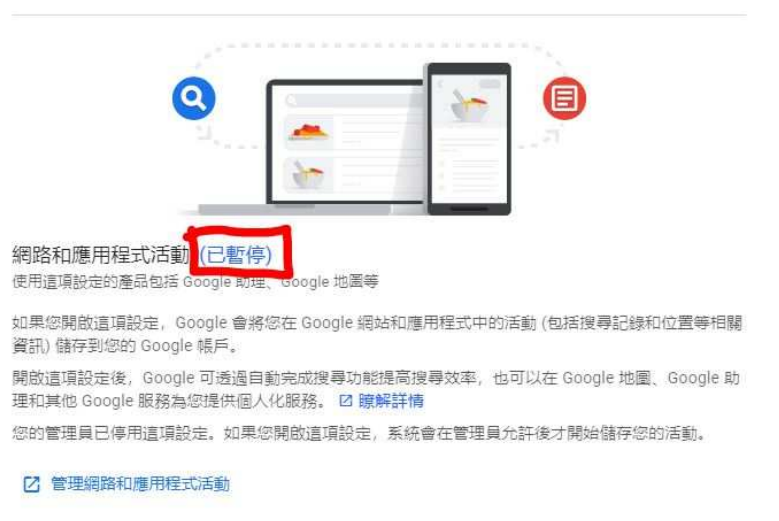 網路和應用程式活動 (已暫停)
使用這項設定的產品包括 Google 助理、Google 地圖等
如果您開啟這項設定，Google 會將您在 Google 網站和應用程式中的活動 (包括搜尋記錄和位置等相關
資訊) 儲存到您的 Google 帳戶。
開啟這項設定後，Google 可透過自動完成搜尋功能提高搜尋效率，也可以在 Google 地圖、Google 助
理和其他 Google 服務為您提供個人化服務。 瞭解詳情
您的管理員已停用這項設定。如果您開啟這項設定，系統會在管理員允許後才開始儲存您的活動。
管理網路和應用程式活動